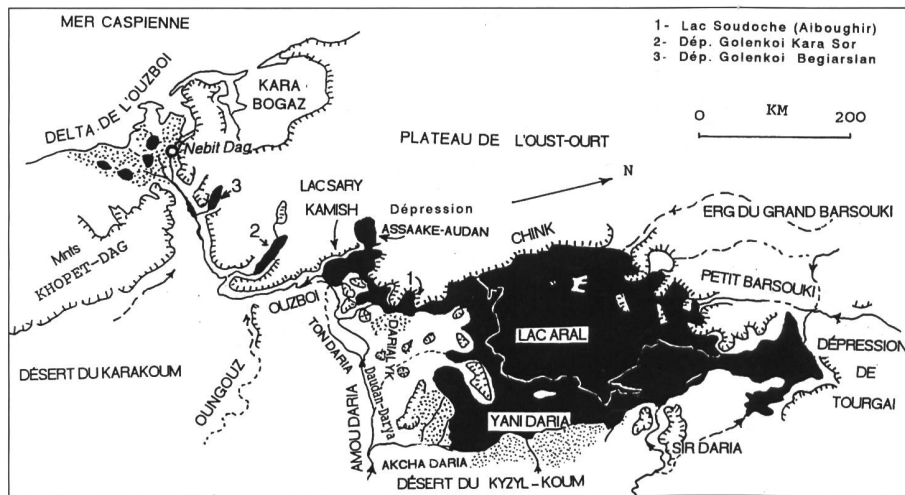 MER CASPIENNE
1- Lac Soudoche (Aiboughir)
2- Dép. Golenkoi Kara Sor
3- Dép. Golenkoi Begiarslan
0 KM 200
KARA
BOGAZ
DELTA DE L'OUZBOI
Nebit Dag
PLATEAU DE L'OUST-OURT
N
3
LAC SARY
KAMISH
Dépression
ASSAAKE-AUDAN
ERG DU GRAND BARSOUKI
CHINK
2
Mnts
KHOPET-DAG
1
PETIT BARSOUKI
OUZBOI
LAC ARAL
DARIALYK
TON DARIA
DÉPRESSION
DE
TOURGAI
DÉSERT DU KARAKOUM
OUNGOUZ
Daudan-Darya
AMOU DARIA
YANI DARIA
SIR DARIA
AKCHA DARIA
DÉSERT DU KYZYL-KOUM